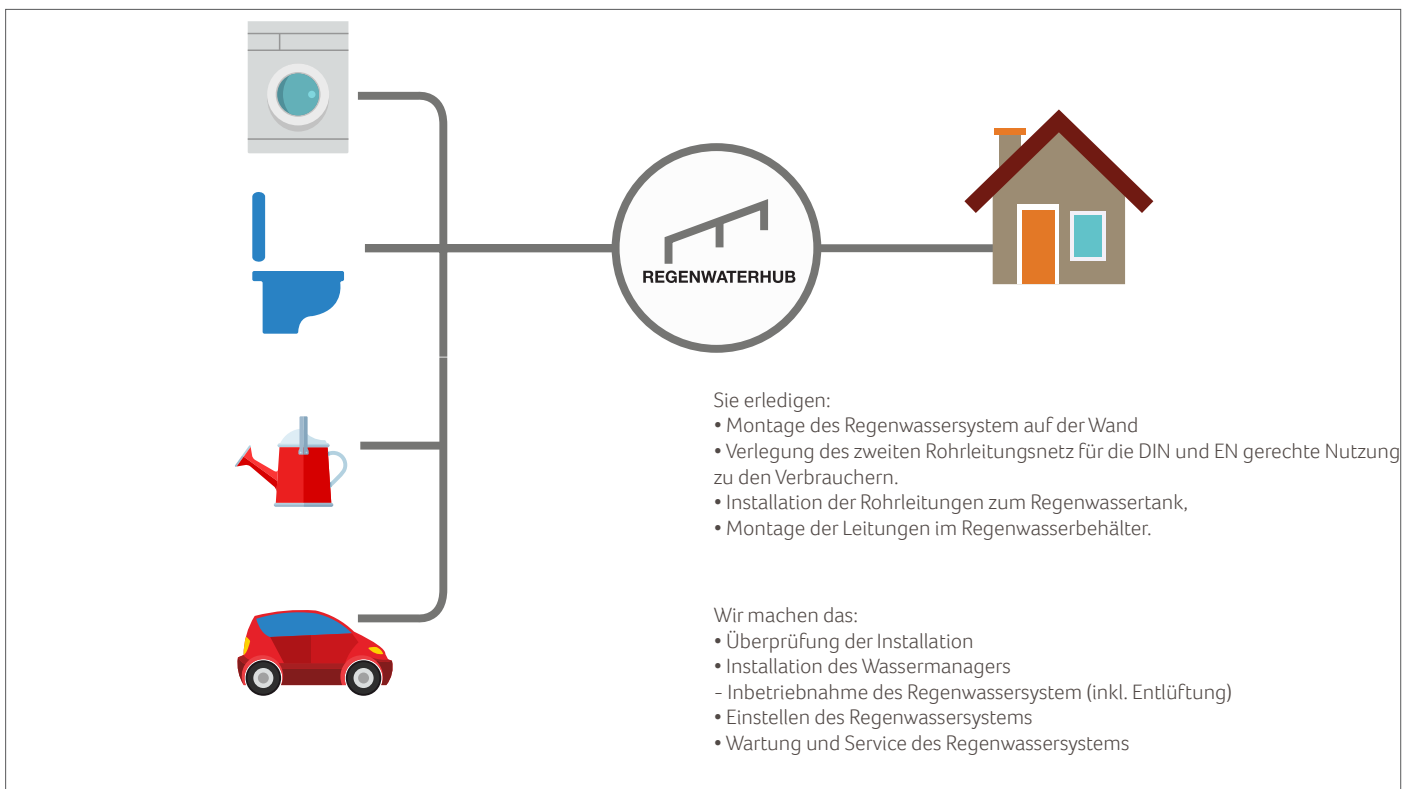 REGENWATERHUB
Sie erledigen:
• Montage des Regenwassersystem auf der Wand
• Verlegung des zweiten Rohrleitungsnetz für die DIN und EN gerechte Nutzung
zu den Verbrauchern.
• Installation der Rohrleitungen zum Regenwassertank,
• Montage der Leitungen im Regenwasserbehälter.
Wir machen das:
• Überprüfung der Installation
• Installation des Wassermanagers
- Inbetriebnahme des Regenwassersystem (inkl. Entlüftung)
• Einstellen des Regenwassersystems
• Wartung und Service des Regenwassersystems